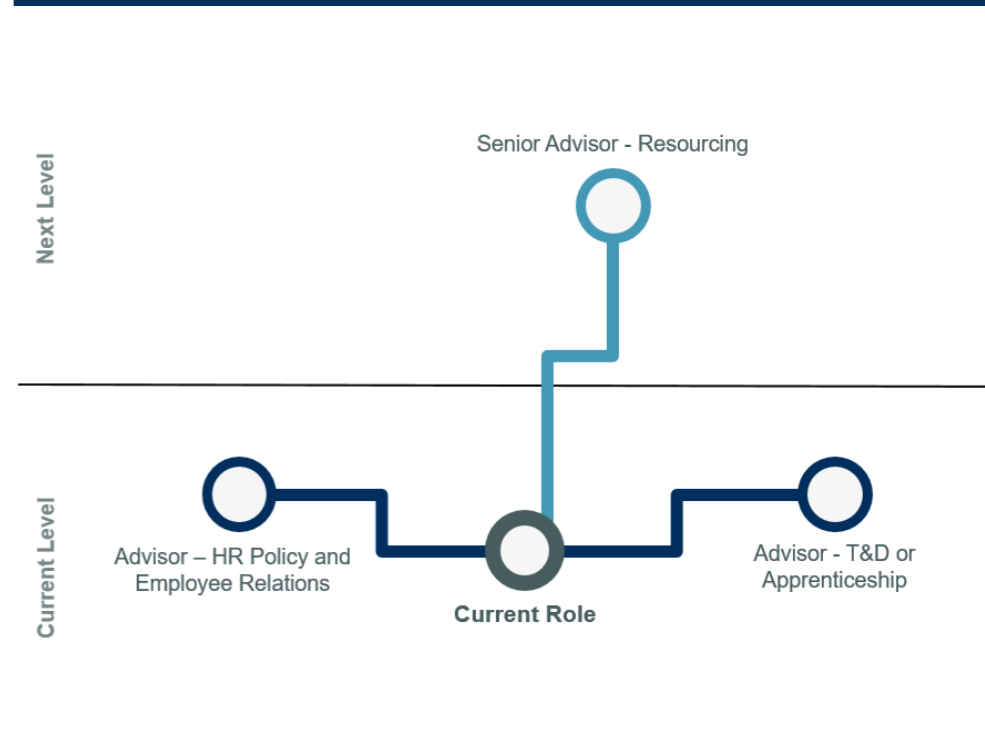 Next Level
Senior Advisor - Resourcing
Current Level
Advisor – HR Policy and
Employee Relations
Current Role
Advisor - T&D or
Apprenticeship